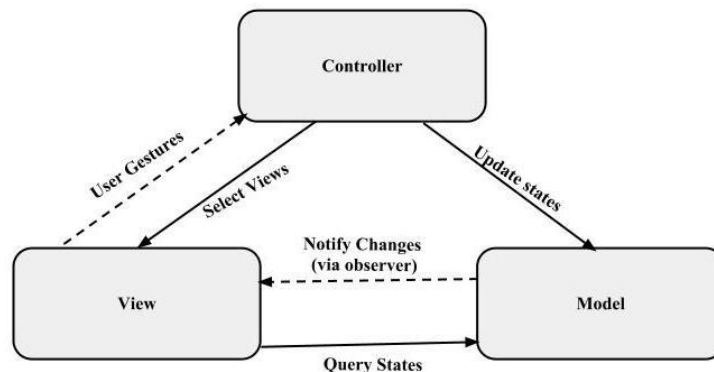 Controller
User Gestures
Select Views
Update states
Notify Changes
(via observer)
View
Model
Query States